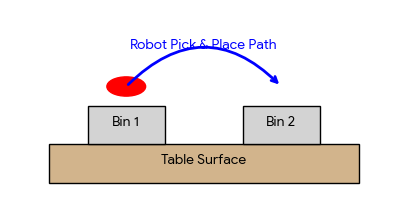 Robot Pick & Place Path
Bin 1
Bin 2
Table Surface